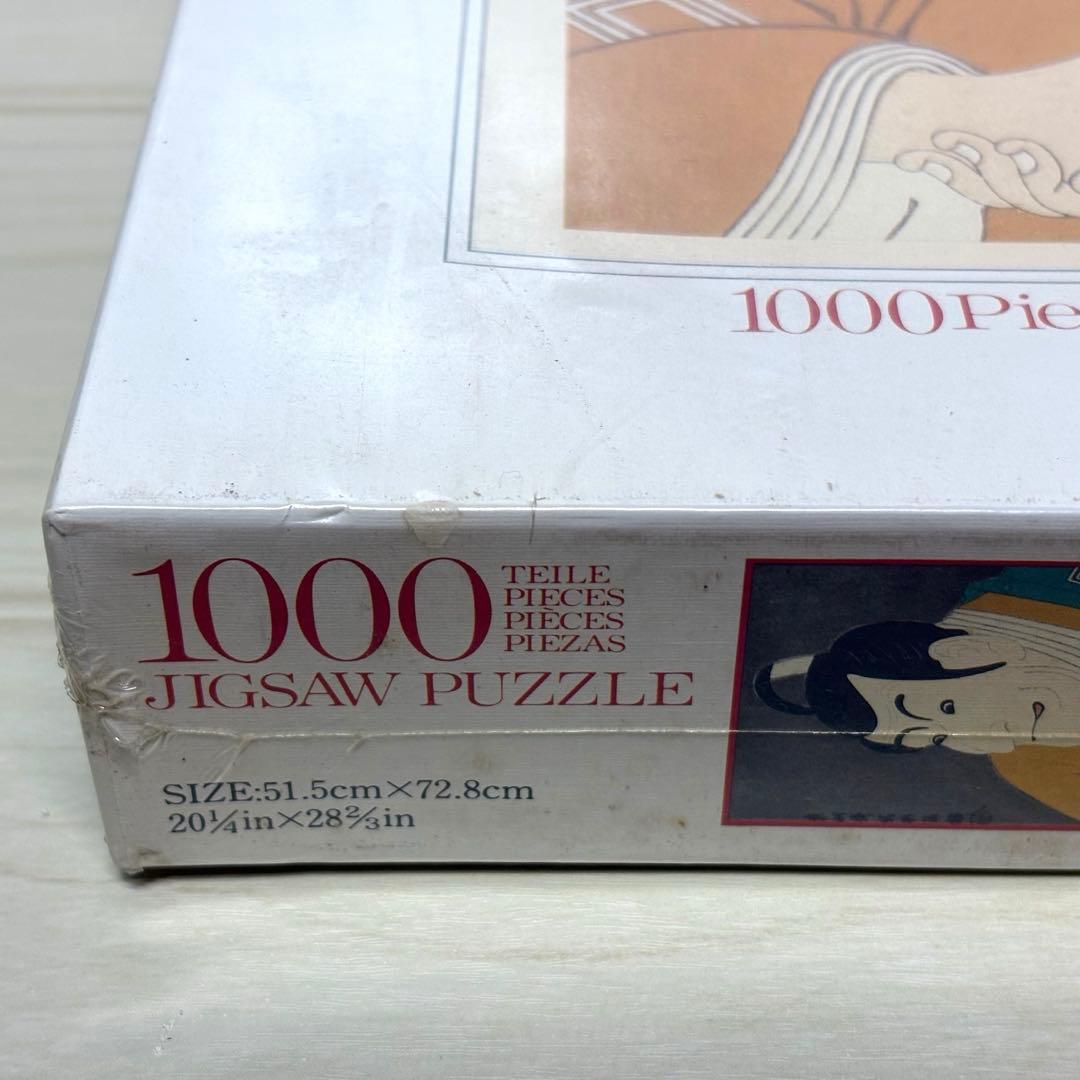 1000 Pie
1000
TEILE
PIECES
PIÈCES
PIEZAS
JIGSAW PUZZLE
SIZE:51.5cm×72.8cm
20¼in×28⅔in